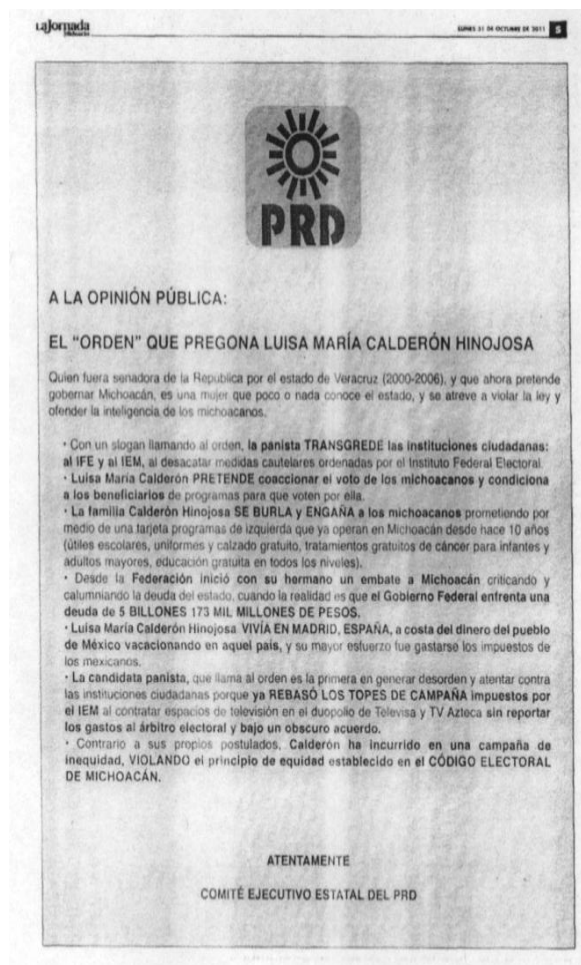 La Jornada
Michoacán
LUNES 31 DE OCTUBRE DE 2011 5
PRD
A LA OPINIÓN PÚBLICA:
EL “ORDEN” QUE PREGONA LUISA MARÍA CALDERÓN HINOJOSA
Quien fuera senadora de la República por el estado de Veracruz (2000-2006), y que ahora pretende
gobernar Michoacán, es una mujer que poco o nada conoce el estado, y se atreve a violar la ley y
ofender la inteligencia de los michoacanos.
· Con un slogan llamando al orden, la panista TRANSGREDE las instituciones ciudadanas:
al IFE y al IEM, al desacatar medidas cautelares ordenadas por el Instituto Federal Electoral.
· Luisa María Calderón PRETENDE coaccionar el voto de los michoacanos y condiciona
a los beneficiarios de programas para que voten por ella.
· La familia Calderón Hinojosa SE BURLA y ENGAÑA a los michoacanos prometiendo por
medio de una tarjeta programas de izquierda que ya operan en Michoacán desde hace 10 años
(útiles escolares, uniformes y calzado gratuito, tratamientos gratuitos de cáncer para infantes y
adultos mayores, educación gratuita en todos los niveles).
· Desde la Federación inició con su hermano un embate a Michoacán criticando y
calumniando la deuda del estado, cuando la realidad es que el Gobierno Federal enfrenta una
deuda de 5 BILLONES 173 MIL MILLONES DE PESOS.
· Luisa María Calderón Hinojosa VIVÍA EN MADRID, ESPAÑA, a costa del dinero del pueblo
de México vacacionando en aquel país, y su mayor esfuerzo fue gastarse los impuestos de
los mexicanos.
· La candidata panista, que llama al orden es la primera en generar desorden y atentar contra
las instituciones ciudadanas porque ya REBASÓ LOS TOPES DE CAMPAÑA impuestos por
el IEM al contratar espacios de televisión en el duopolio de Televisa y TV Azteca sin reportar
los gastos al árbitro electoral y bajo un obscuro acuerdo.
· Contrario a sus propios postulados, Calderón ha incurrido en una campaña de
inequidad, VIOLANDO el principio de equidad establecido en el CÓDIGO ELECTORAL
DE MICHOACÁN.
ATENTAMENTE
COMITÉ EJECUTIVO ESTATAL DEL PRD